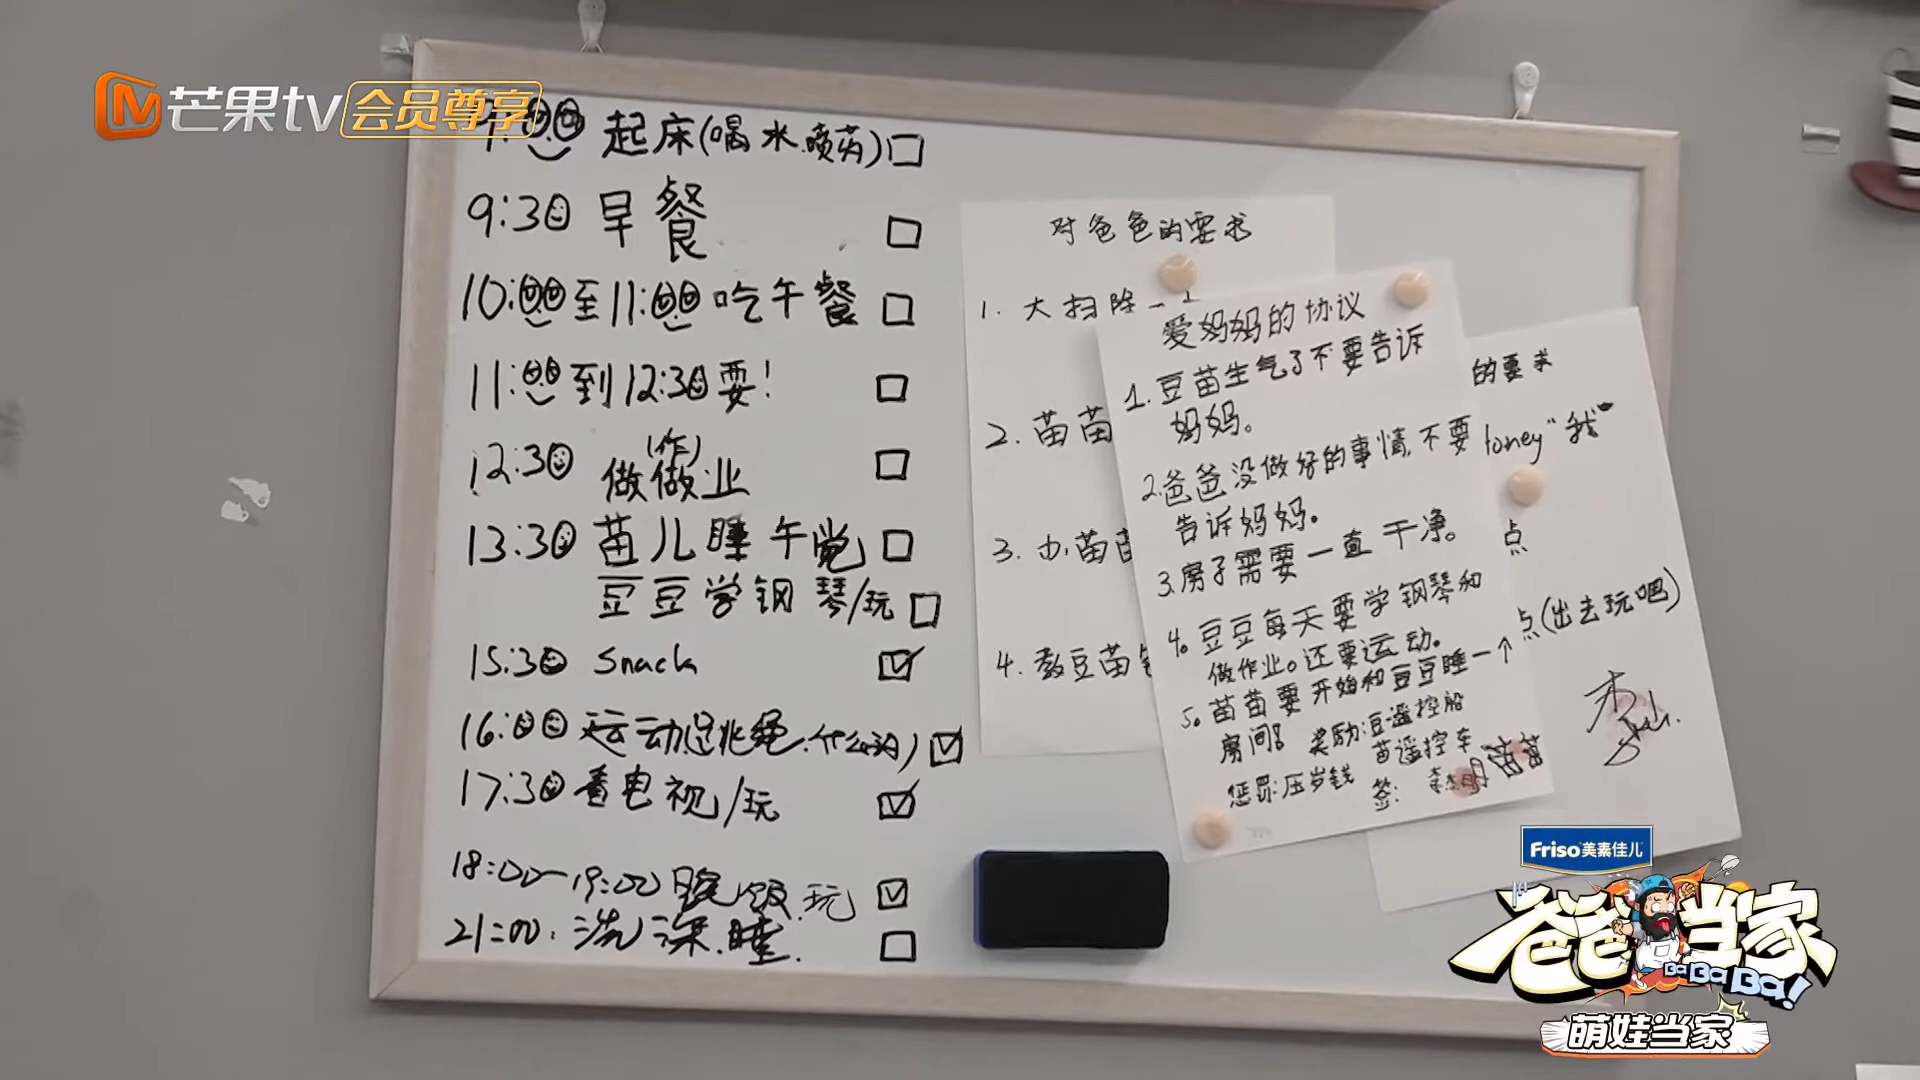 芒果tv 会员尊享
起床(喝水.喷药)
9:30 早餐
10:00至11:00吃午餐
11:00到12:30耍!
(作)
12:30 做做业
13:30 苗儿睡午觉
豆豆学钢琴/玩
15:30 snack
16:00 运动(跳绳.什么的)
17:30 看电视/玩
18:00-19:00 晚饭.玩
21:00. 洗澡.睡.
对爸爸的要求
1. 大扫除一
2. 苗苗
3. 办苗苗
4. 教豆苗
爱妈妈的协议
1. 豆苗生气了不要告诉
妈妈。
2.爸爸没做好的事情,不要
告诉妈妈。
3.房子需要一直干净。
4。豆豆每天要学钢琴和
做作业。还要运动。
5。苗苗要开始和豆豆睡一个
房间 奖励:豆遥控船
苗遥控车
惩罚:压岁钱
签:
的要求
"我"
点
点(出去玩吧)
Friso美素佳儿
爸爸当家
BaBaBa!
萌娃当家